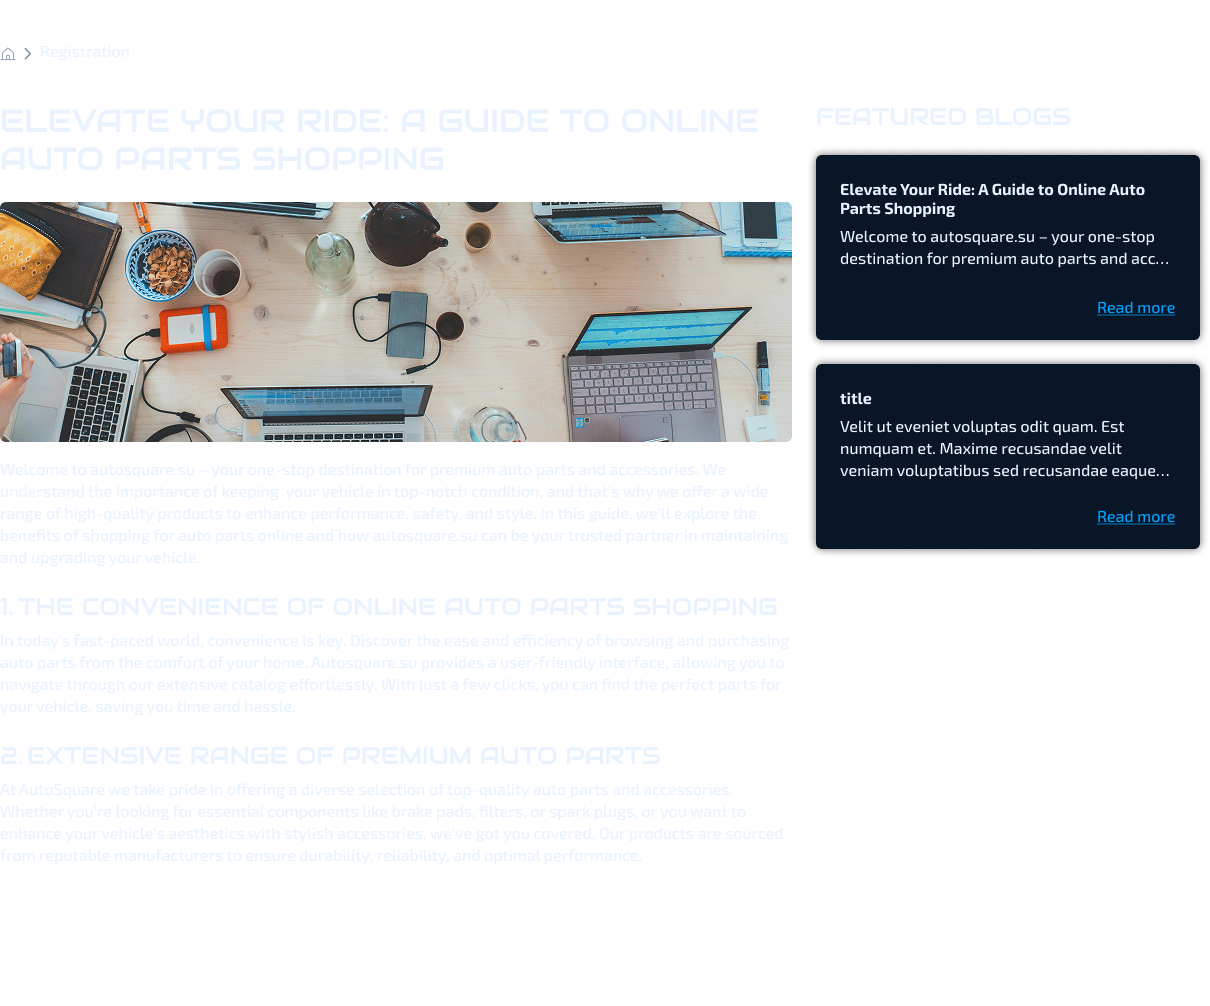 Registration
ELEVATE YOUR RIDE: A GUIDE TO ONLINE
AUTO PARTS SHOPPING
Welcome to autosquare.su – your one-stop destination for premium auto parts and accessories. We
understand the importance of keeping  your vehicle in top-notch condition, and that's why we offer a wide
range of high-quality products to enhance performance, safety, and style. In this guide, we'll explore the
benefits of shopping for auto parts online and how autosquare.su can be your trusted partner in maintaining
and upgrading your vehicle.
1. THE CONVENIENCE OF ONLINE AUTO PARTS SHOPPING
In today's fast-paced world, convenience is key. Discover the ease and efficiency of browsing and purchasing
auto parts from the comfort of your home. Autosquare.su provides a user-friendly interface, allowing you to
navigate through our extensive catalog effortlessly. With just a few clicks, you can find the perfect parts for
your vehicle, saving you time and hassle.
2. EXTENSIVE RANGE OF PREMIUM AUTO PARTS
At AutoSquare we take pride in offering a diverse selection of top-quality auto parts and accessories.
Whether you're looking for essential components like brake pads, filters, or spark plugs, or you want to
enhance your vehicle's aesthetics with stylish accessories, we've got you covered. Our products are sourced
from reputable manufacturers to ensure durability, reliability, and optimal performance.
FEATURED BLOGS
Elevate Your Ride: A Guide to Online Auto
Parts Shopping
Welcome to autosquare.su – your one-stop
destination for premium auto parts and acc...
Read more
title
Velit ut eveniet voluptas odit quam. Est
numquam et. Maxime recusandae velit
veniam voluptatibus sed recusandae eaque...
Read more